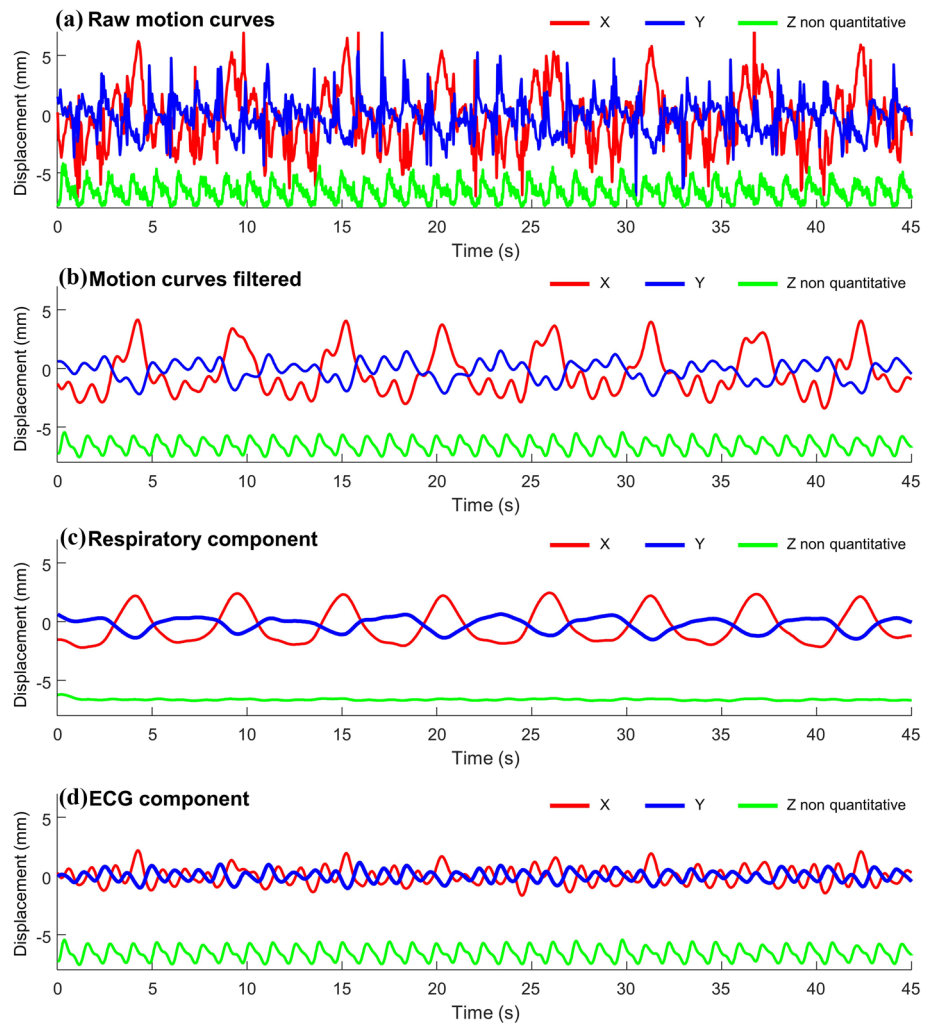 (a) Raw motion curves
X Y Z non quantitative
Displacement (mm)
5
0
-5
0 5 10 15 20 25 30 35 40 45
Time (s)
(b) Motion curves filtered
X Y Z non quantitative
Displacement (mm)
5
0
-5
0 5 10 15 20 25 30 35 40 45
Time (s)
(c) Respiratory component
X Y Z non quantitative
Displacement (mm)
5
0
-5
0 5 10 15 20 25 30 35 40 45
Time (s)
(d) ECG component
X Y Z non quantitative
Displacement (mm)
5
0
-5
0 5 10 15 20 25 30 35 40 45
Time (s)